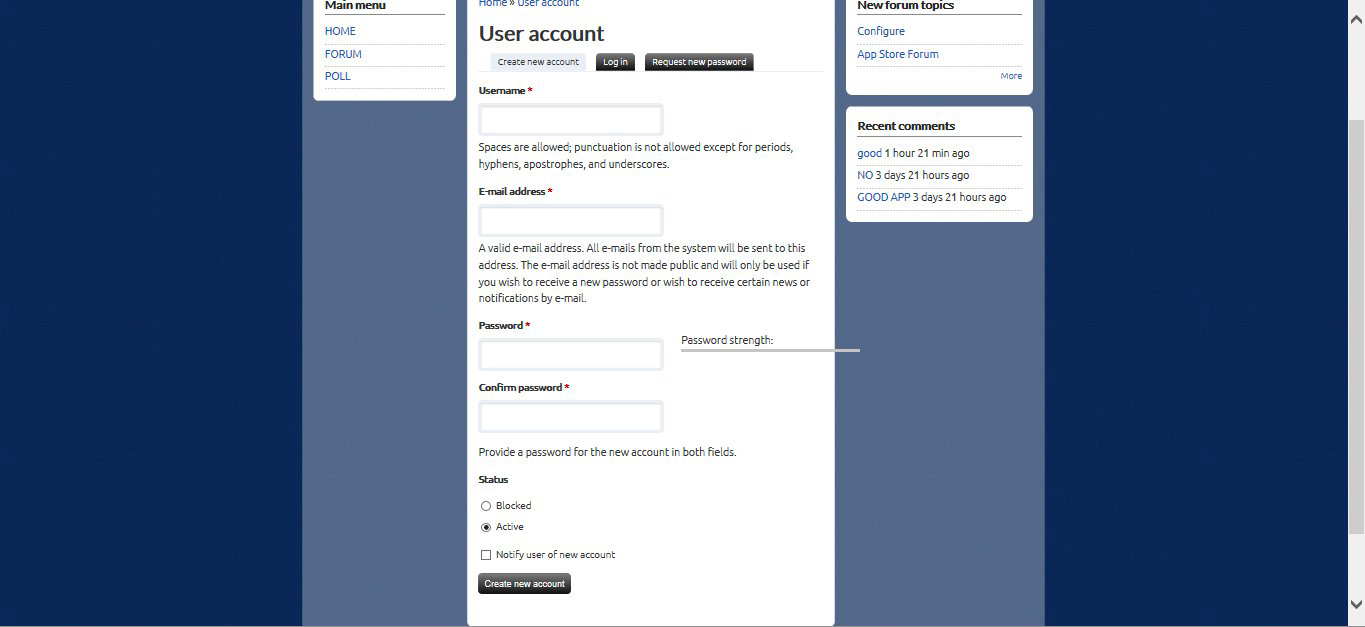 Main menu
HOME
FORUM
POLL
Home » User account
User account
Create new account
Log in
Request new password
Username *
Spaces are allowed; punctuation is not allowed except for periods,
hyphens, apostrophes, and underscores.
E-mail address *
A valid e-mail address. All e-mails from the system will be sent to this
address. The e-mail address is not made public and will only be used if
you wish to receive a new password or wish to receive certain news or
notifications by e-mail.
Password *
Password strength:
Confirm password *
Provide a password for the new account in both fields.
Status
Blocked
Active
Notify user of new account
Create new account
New forum topics
Configure
App Store Forum
More
Recent comments
good 1 hour 21 min ago
NO 3 days 21 hours ago
GOOD APP 3 days 21 hours ago